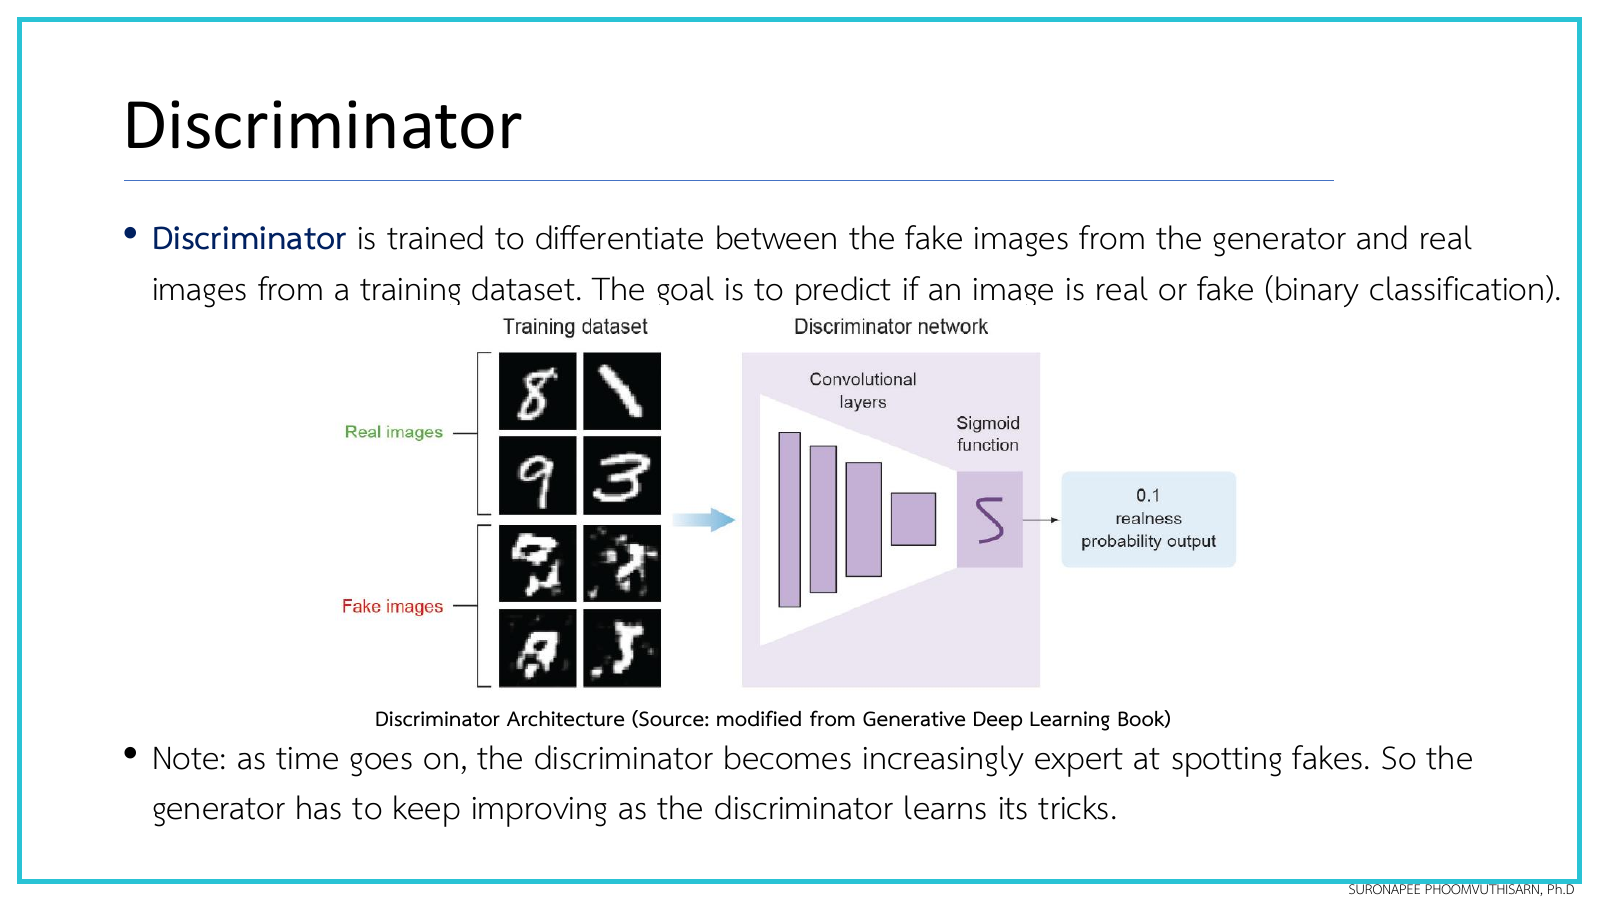 Discriminator
• Discriminator is trained to differentiate between the fake images from the generator and real
images from a training dataset. The goal is to predict if an image is real or fake (binary classification).
Training dataset
Discriminator network
Convolutional
layers
Sigmoid
function
Real images
8
9 3
0.1
realness
probability output
Fake images
Discriminator Architecture (Source: modified from Generative Deep Learning Book)
• Note: as time goes on, the discriminator becomes increasingly expert at spotting fakes. So the
generator has to keep improving as the discriminator learns its tricks.
SURONAPEE PHOOMVUTHISARN, Ph.D